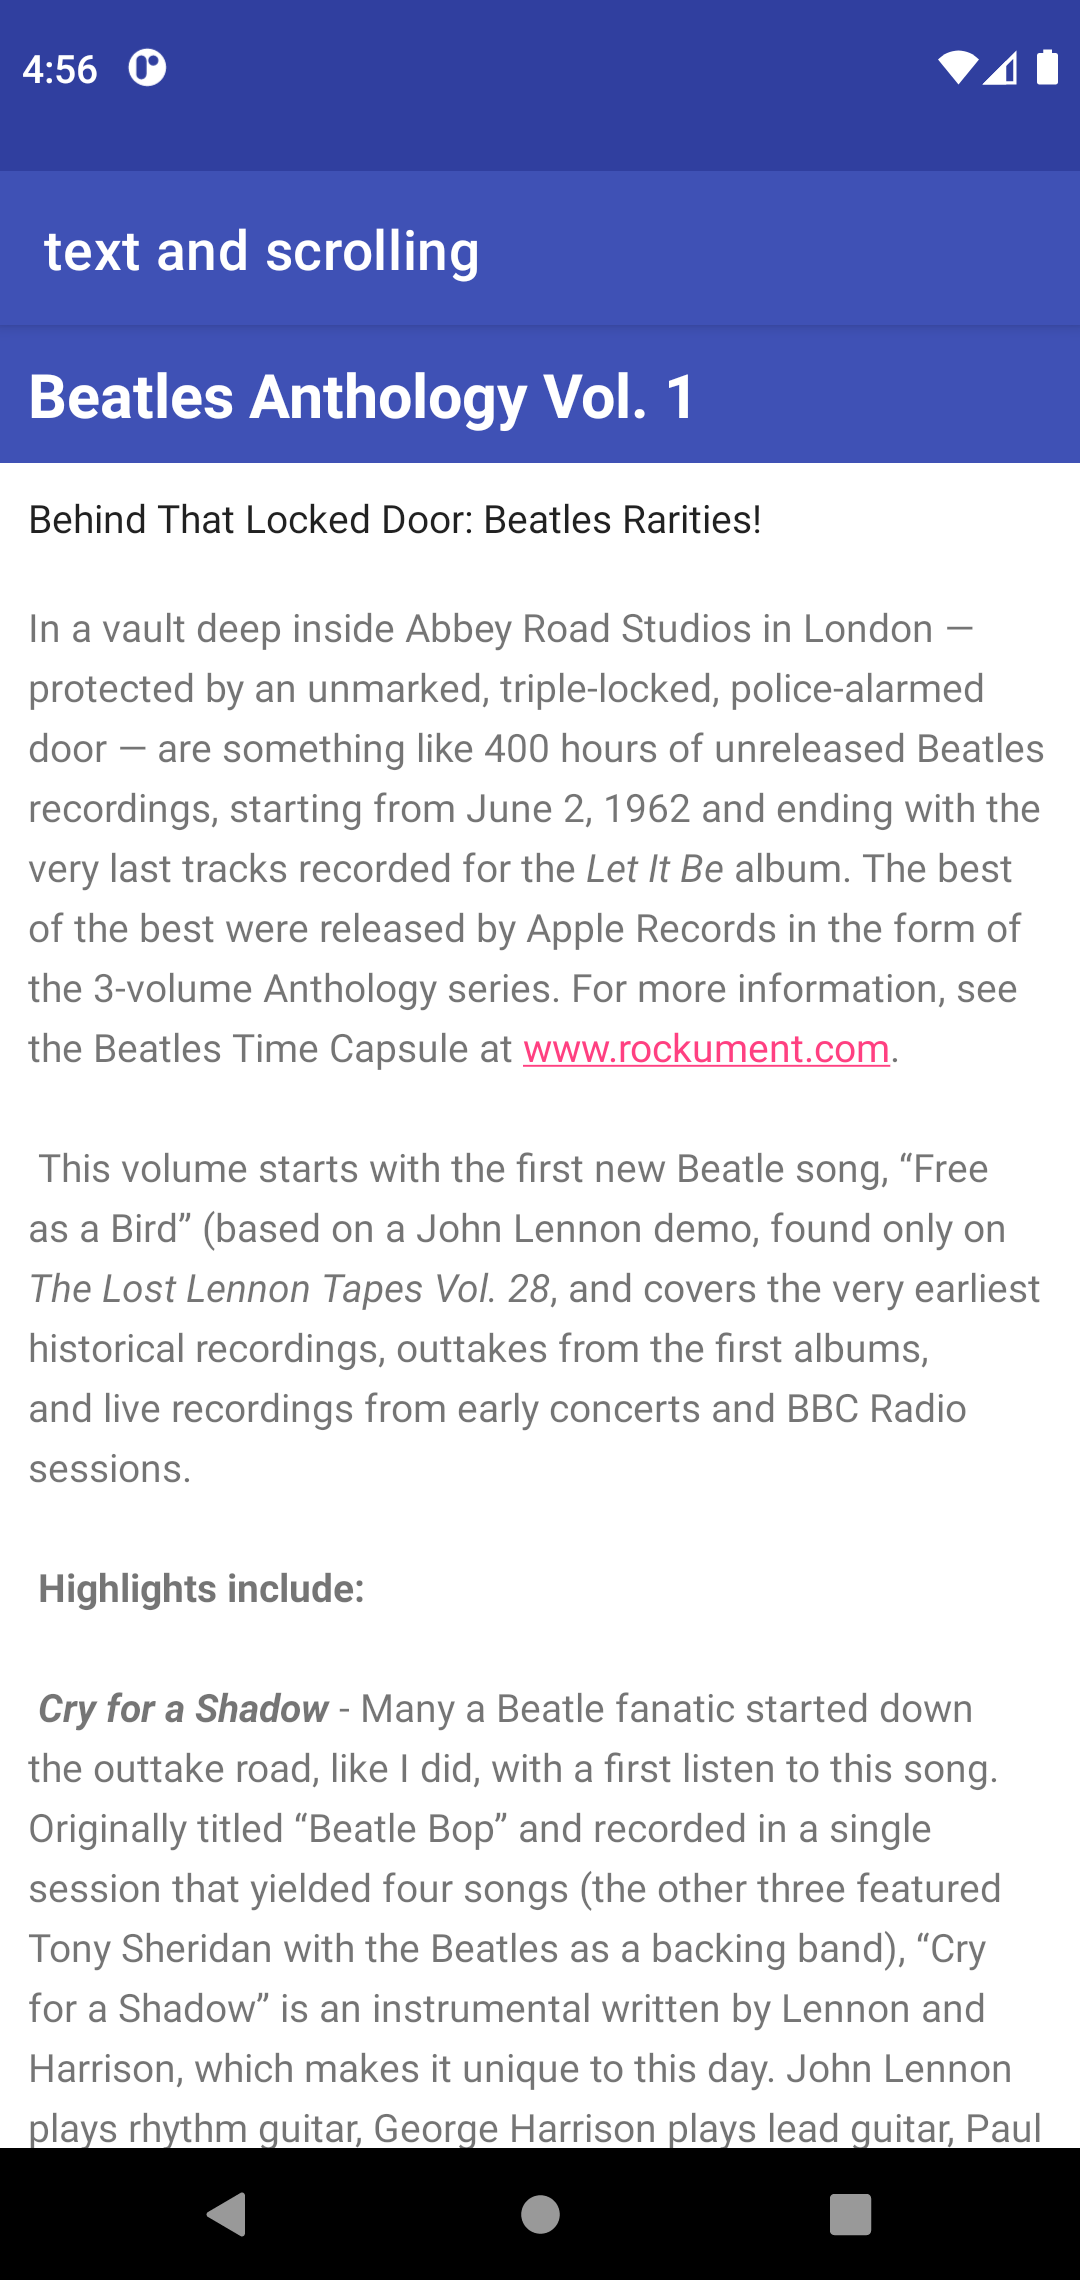 4:56
text and scrolling
Beatles Anthology Vol. 1
Behind That Locked Door: Beatles Rarities!
In a vault deep inside Abbey Road Studios in London —
protected by an unmarked, triple-locked, police-alarmed
door — are something like 400 hours of unreleased Beatles
recordings, starting from June 2, 1962 and ending with the
very last tracks recorded for the Let It Be album. The best
of the best were released by Apple Records in the form of
the 3-volume Anthology series. For more information, see
the Beatles Time Capsule at www.rockument.com.
This volume starts with the first new Beatle song, “Free
as a Bird” (based on a John Lennon demo, found only on
The Lost Lennon Tapes Vol. 28, and covers the very earliest
historical recordings, outtakes from the first albums,
and live recordings from early concerts and BBC Radio
sessions.
Highlights include:
Cry for a Shadow - Many a Beatle fanatic started down
the outtake road, like I did, with a first listen to this song.
Originally titled “Beatle Bop” and recorded in a single
session that yielded four songs (the other three featured
Tony Sheridan with the Beatles as a backing band), “Cry
for a Shadow” is an instrumental written by Lennon and
Harrison, which makes it unique to this day. John Lennon
plays rhythm guitar, George Harrison plays lead guitar, Paul